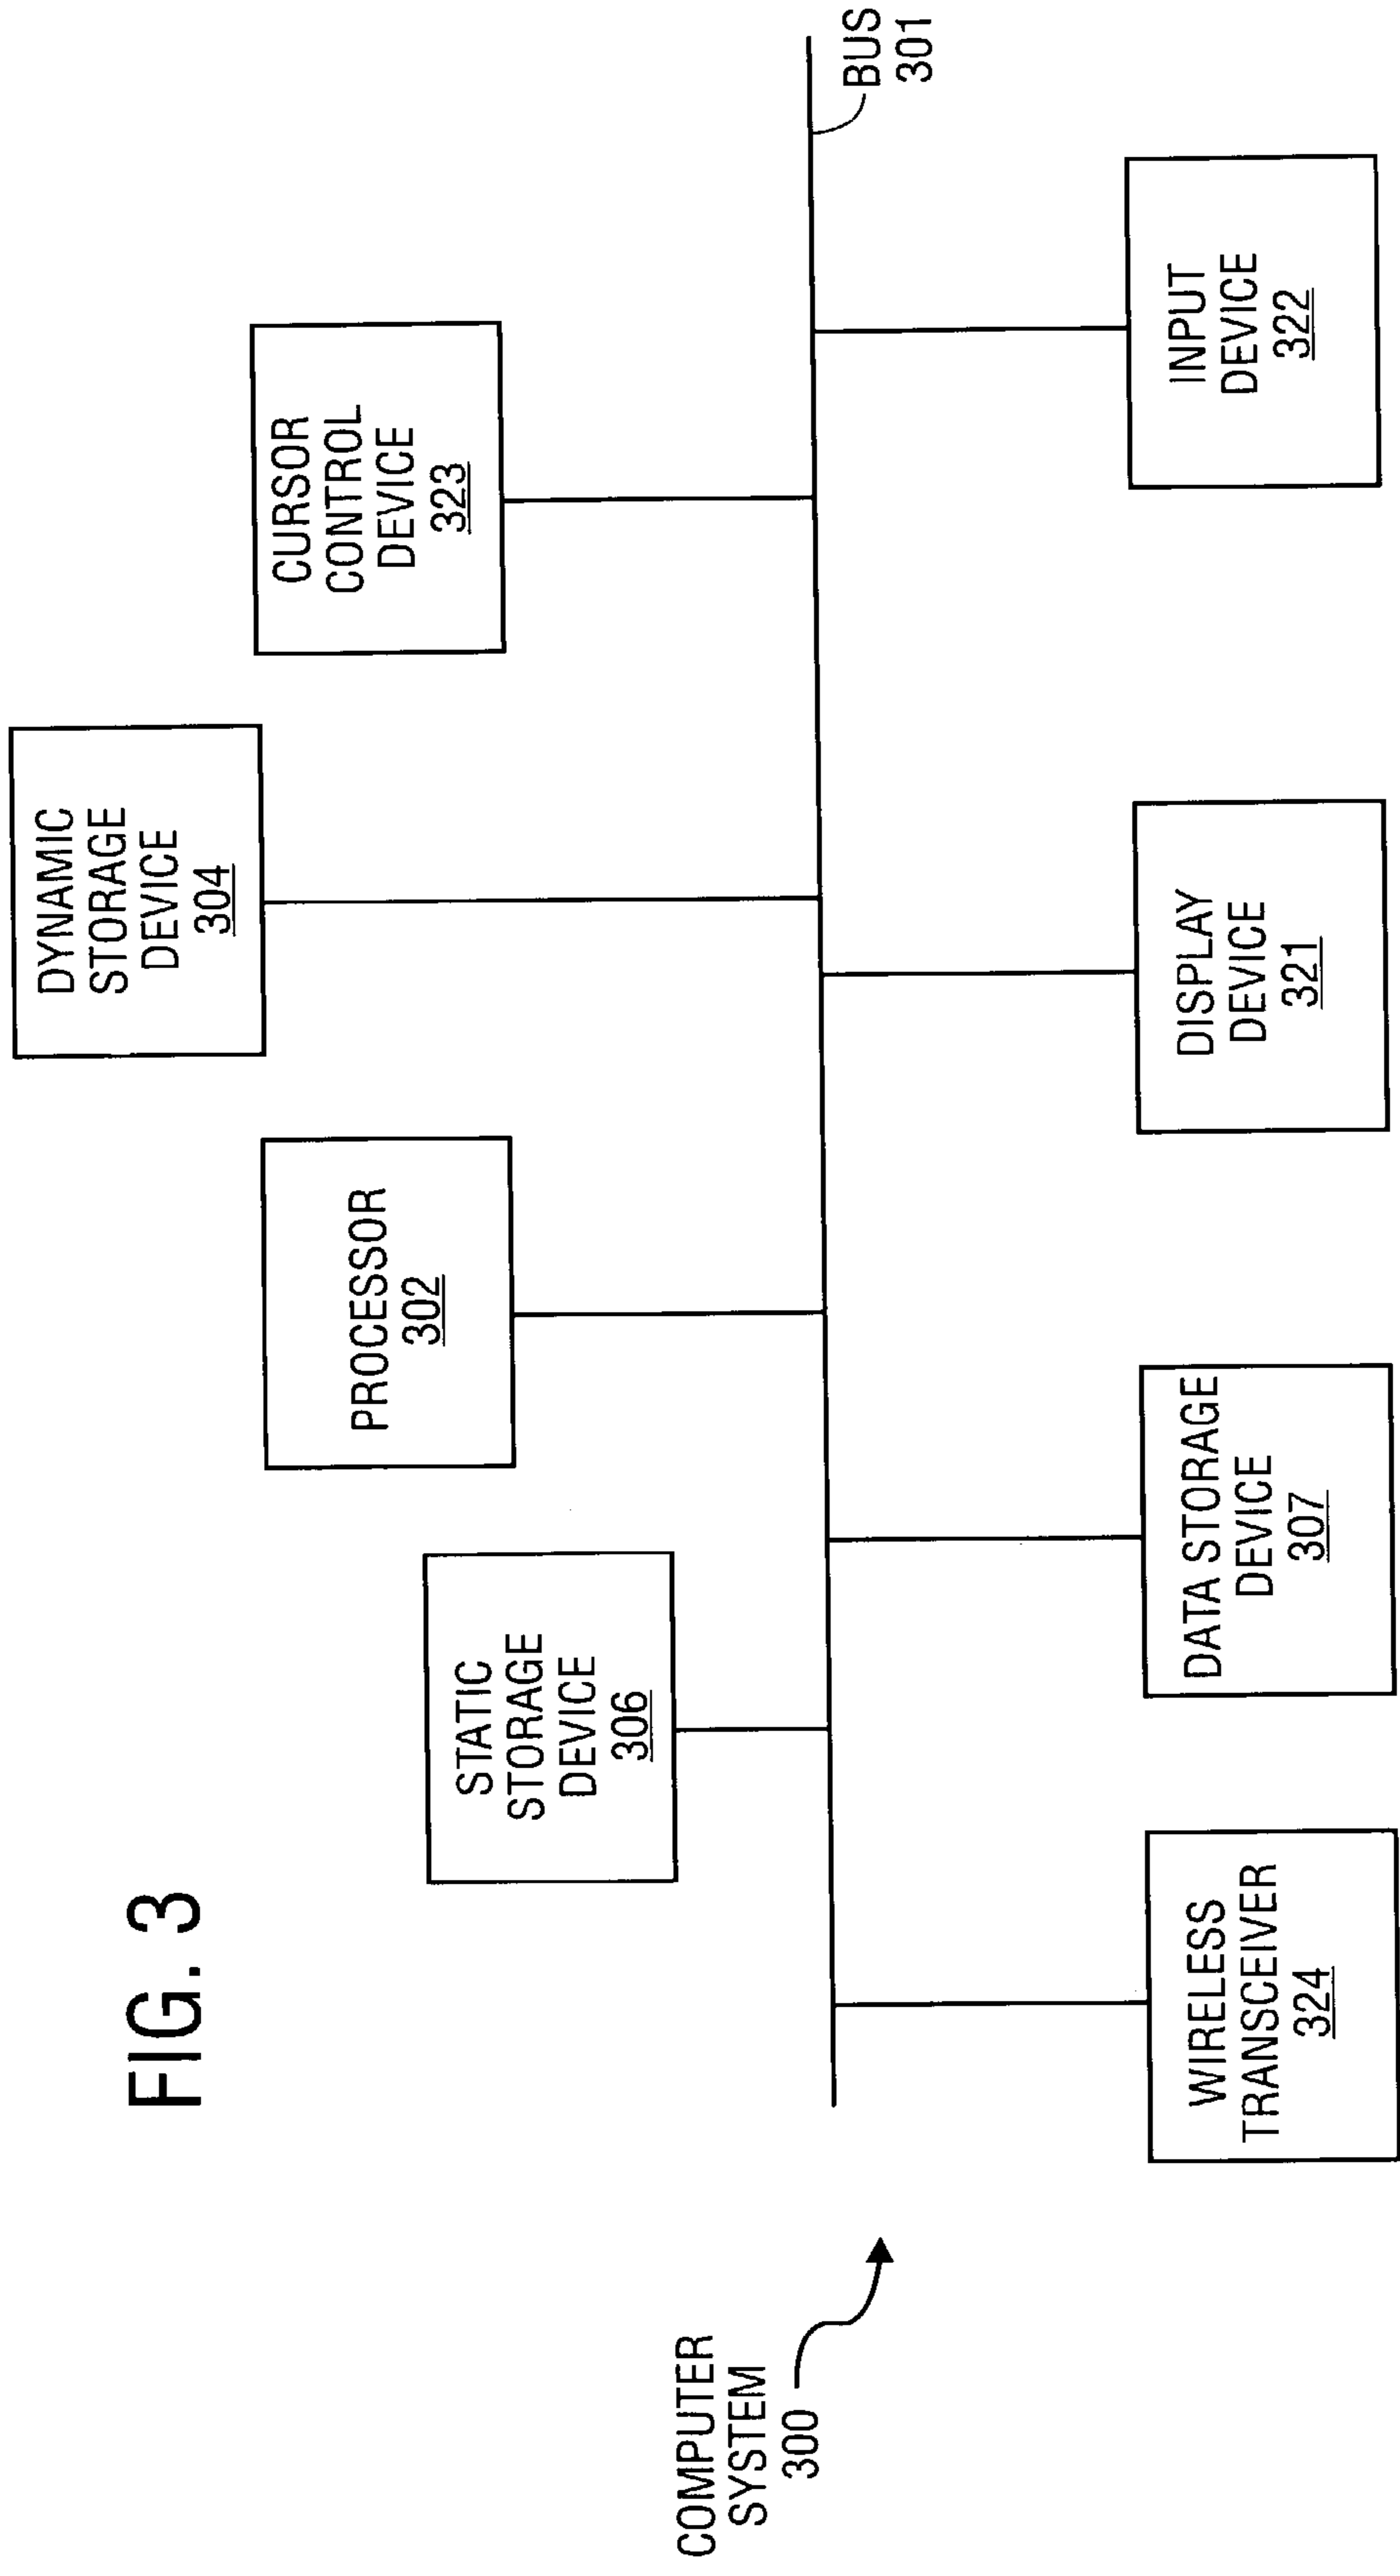 FIG. 3
COMPUTER
SYSTEM
300
STATIC
STORAGE
DEVICE
306
PROCESSOR
302
DYNAMIC
STORAGE
DEVICE
304
CURSOR
CONTROL
DEVICE
323
BUS
301
WIRELESS
TRANSCEIVER
324
DATA STORAGE
DEVICE
307
DISPLAY
DEVICE
321
INPUT
DEVICE
322